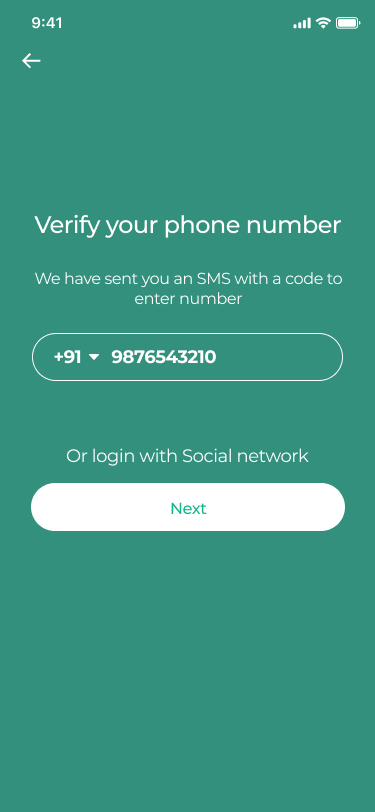 9:41
Verify your phone number
We have sent you an SMS with a code to
enter number
+91 9876543210
Or login with Social network
Next